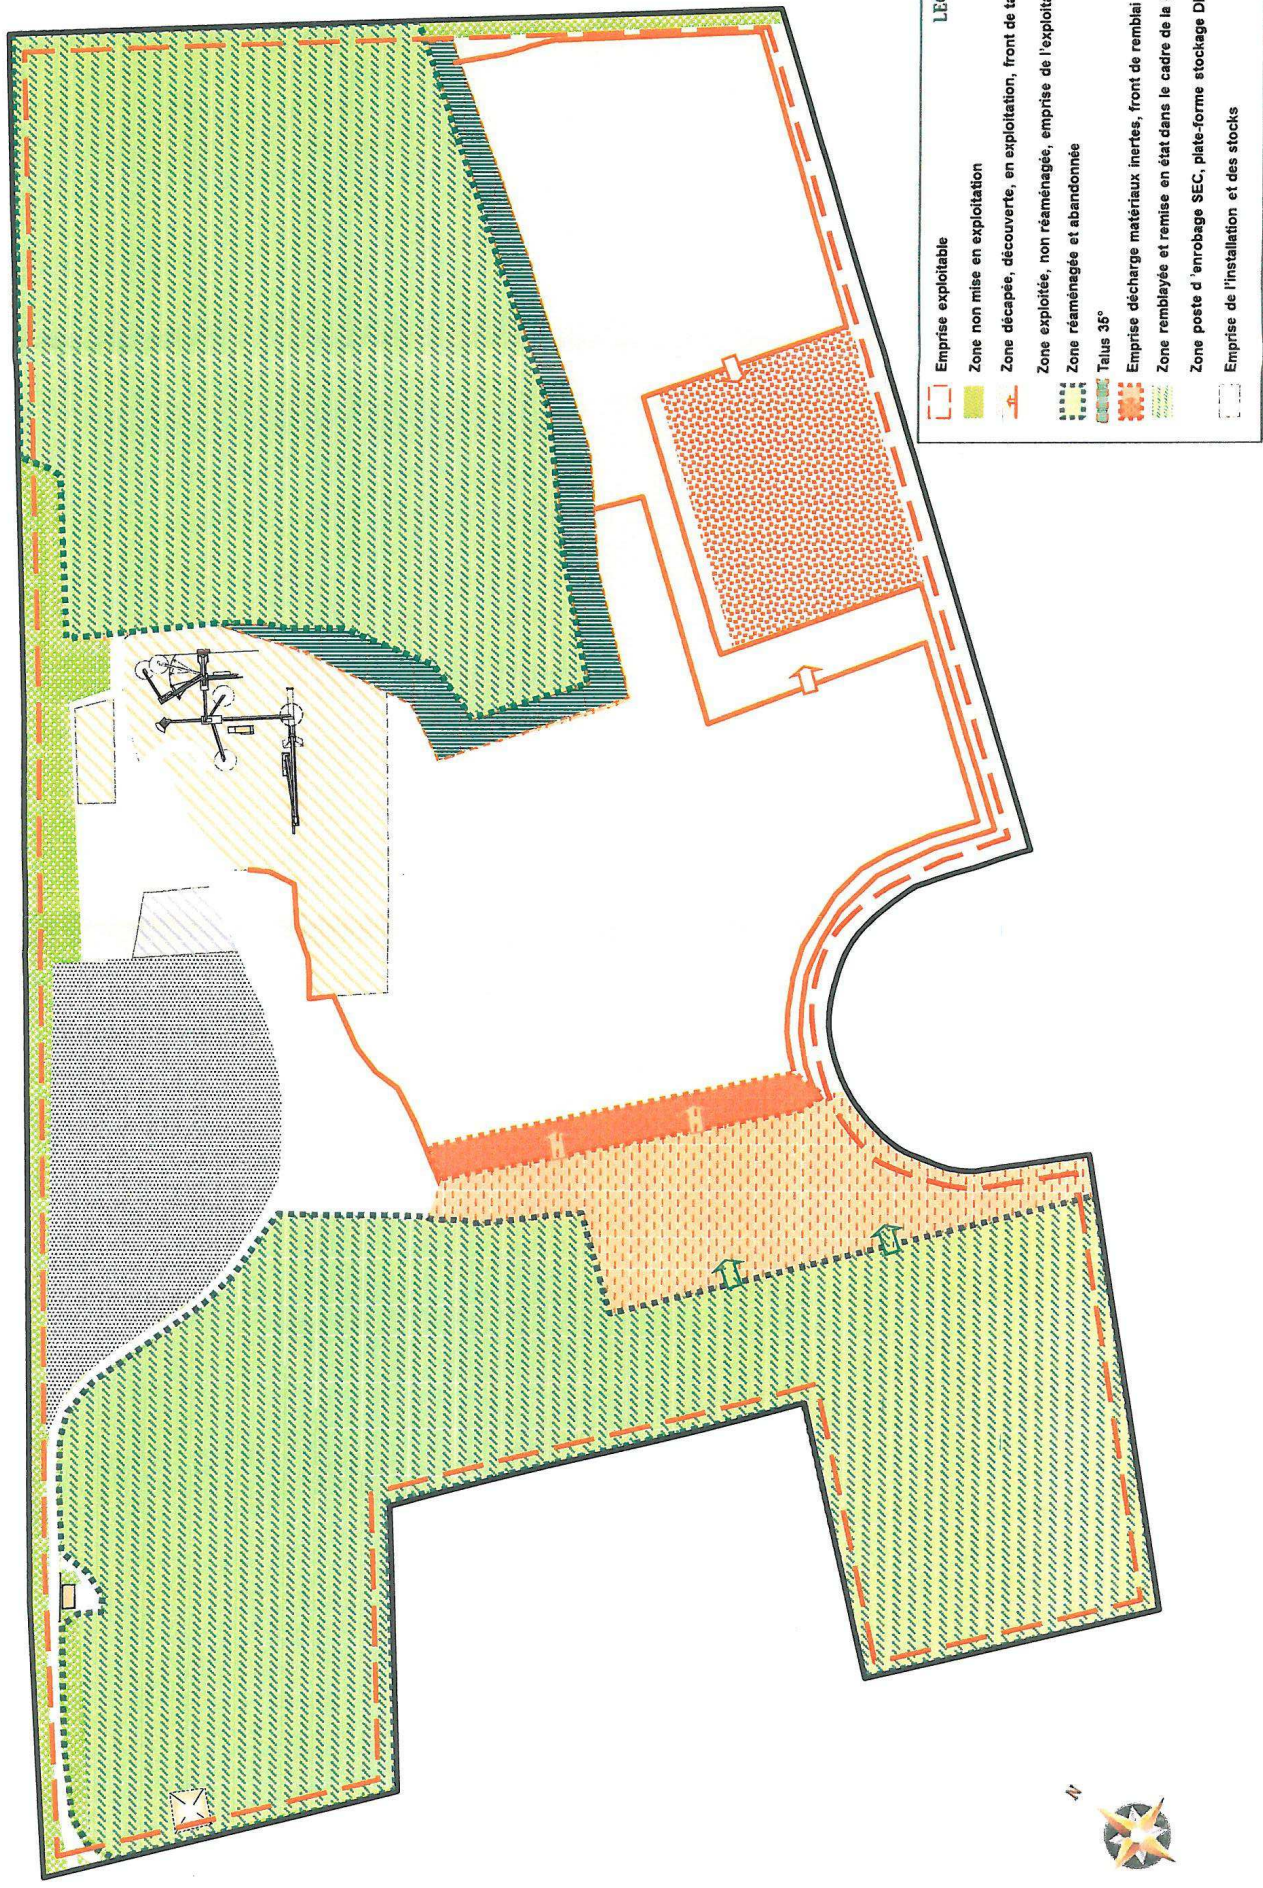 Emprise exploitable
Zone non mise en exploitation
Zone décapée, découverte, en exploitation, front de
Zone exploitée, non réaménagée, emprise de
Zone réaménagée et abandonnée
Talus 35°
Emprise décharge matériaux inertes, front de remblai
Zone remblayée et remise en état dans le cadre de la
Zone poste d'enrobage SEC, plate-forme stockage
Emprise de l'installation et des stocks
N